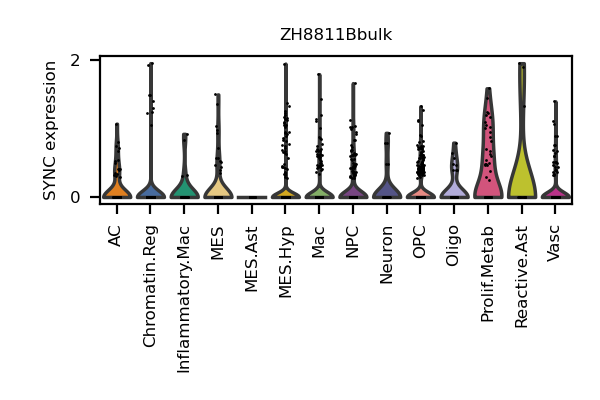 ZH8811Bbulk
SYNC expression
2
0
AC
Chromatin.Reg
Inflammatory.Mac
MES
MES.Ast
MES.Hyp
Mac
NPC
Neuron
OPC
Oligo
Prolif.Metab
Reactive.Ast
Vasc